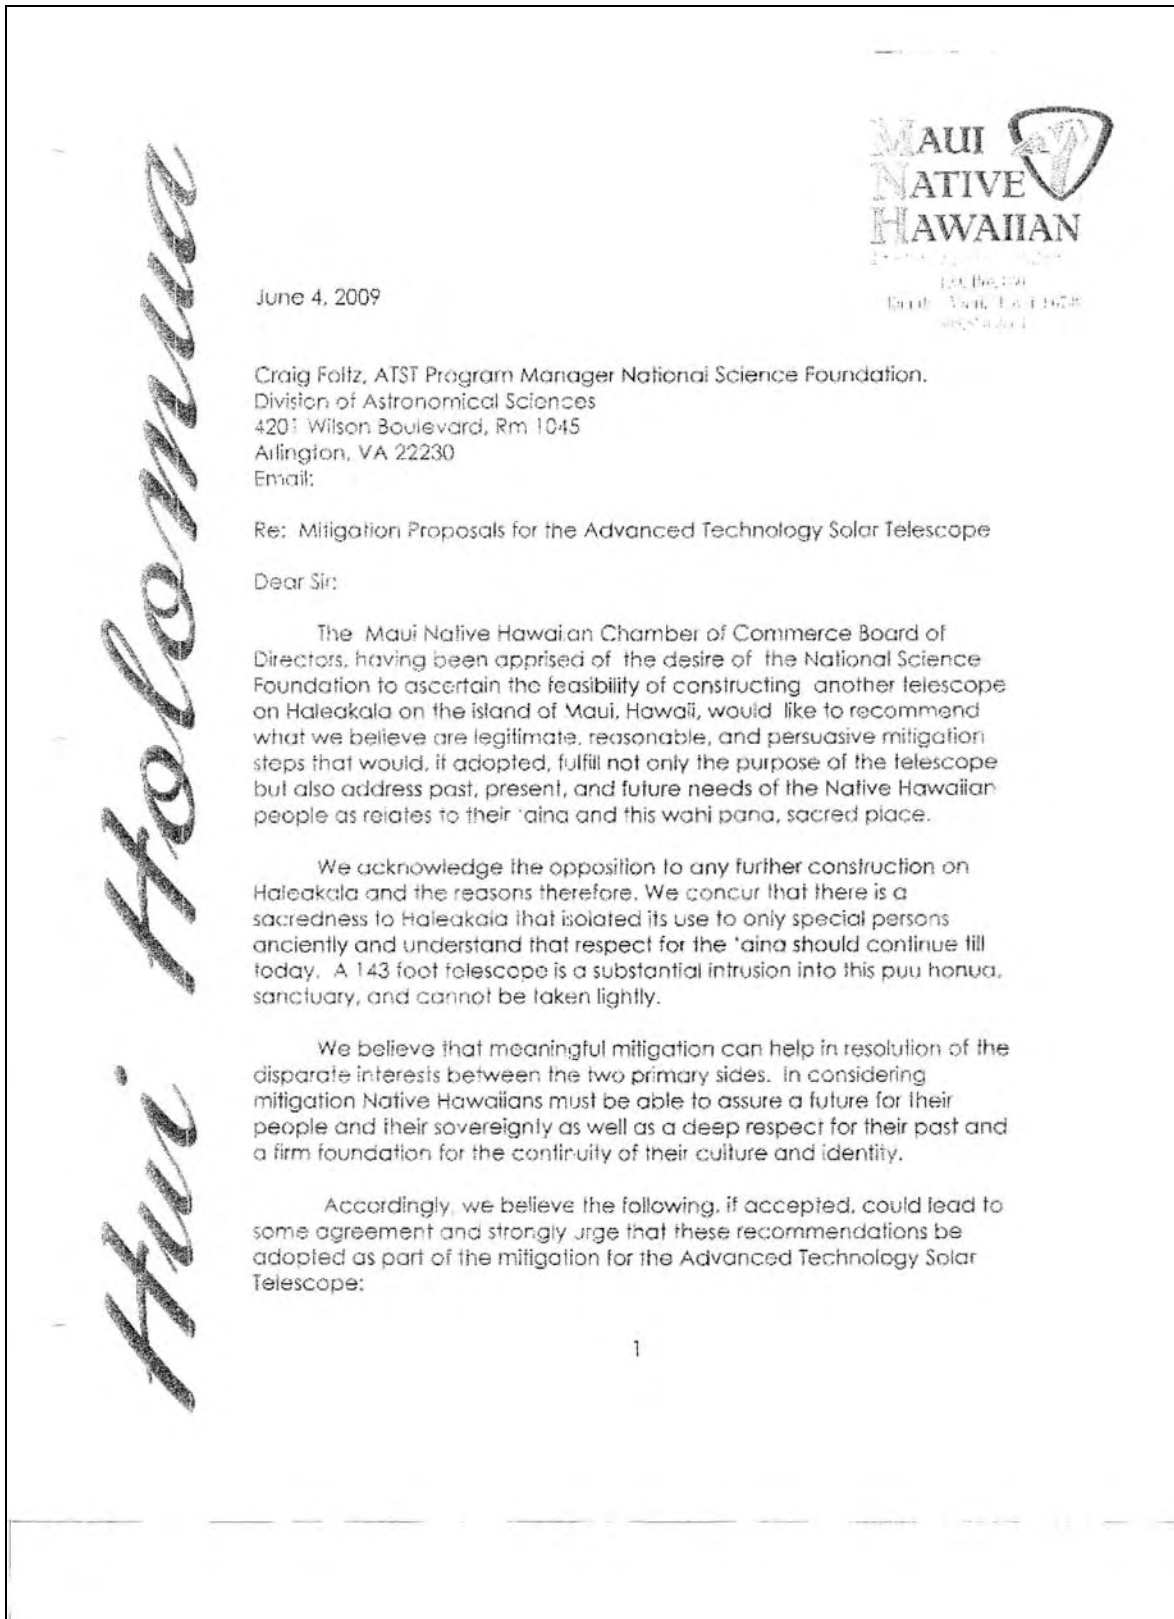 Hui Holomua
MAUI
NATIVE
HAWAIIAN
June 4, 2009
Craig Foltz, ATST Program Manager National Science Foundation.
Division of Astronomical Sciences
4201 Wilson Boulevard, Rm 1045
Arlington, VA 22230
Email:
Re: Mitigation Proposals for the Advanced Technology Solar Telescope
Dear Sir:
The Maui Native Hawaiian Chamber of Commerce Board of
Directors, having been apprised of the desire of the National Science
Foundation to ascertain the feasibility of constructing another telescope
on Haleakala on the island of Maui, Hawaii, would like to recommend
what we believe are legitimate, reasonable, and persuasive mitigation
steps that would, if adopted, fulfill not only the purpose of the telescope
but also address past, present, and future needs of the Native Hawaiian
people as relates to their 'aina and this wahi pana, sacred place.
We acknowledge the opposition to any further construction on
Haleakala and the reasons therefore. We concur that there is a
sacredness to Haleakala that isolated its use to only special persons
anciently and understand that respect for the 'aina should continue till
today. A 143 foot telescope is a substantial intrusion into this puu honua,
sanctuary, and cannot be taken lightly.
We believe that meaningful mitigation can help in resolution of the
disparate interests between the two primary sides. In considering
mitigation Native Hawaiians must be able to assure a future for their
people and their sovereignty as well as a deep respect for their past and
a firm foundation for the continuity of their culture and identity.
Accordingly, we believe the following, if accepted, could lead to
some agreement and strongly urge that these recommendations be
adopted as part of the mitigation for the Advanced Technology Solar
Telescope:
1